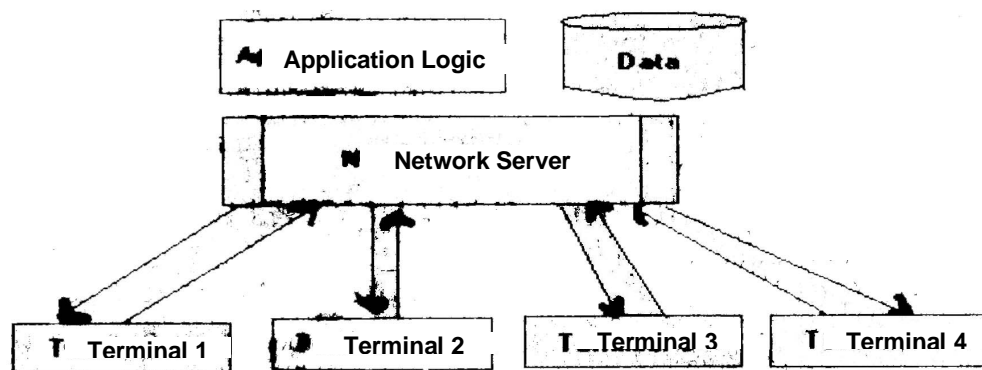 Application Logic
Data
Network Server
T Terminal 1
Terminal 2
T Terminal 3
T Terminal 4